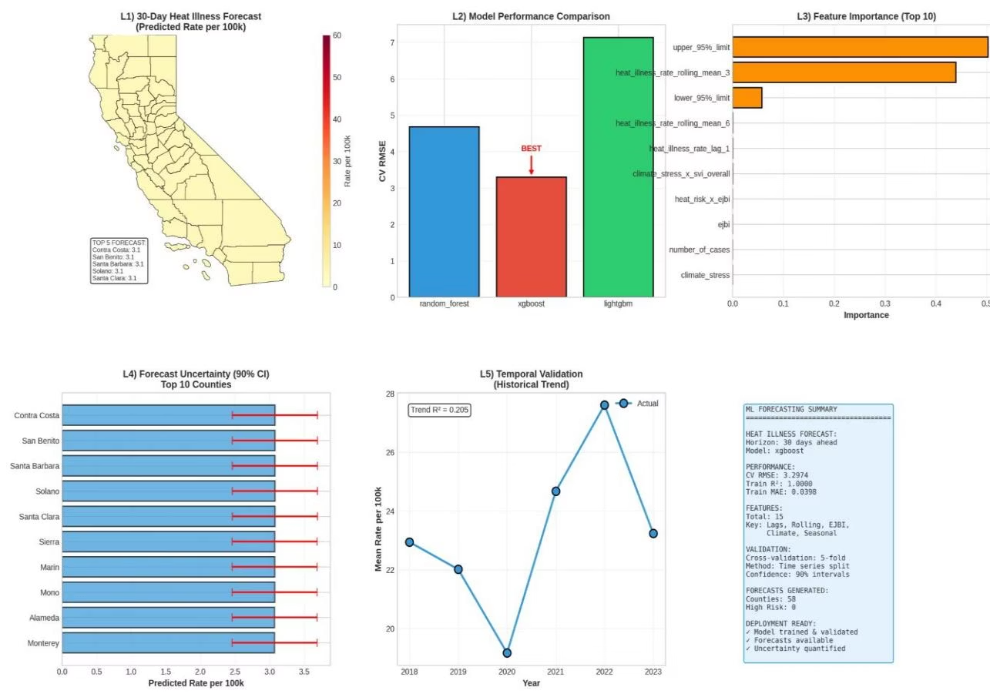 L1) 30-Day Heat Illness Forecast
(Predicted Rate per 100k)
60
50
40
30
20
10
0
Rate per 100k
TOP 5 FORECAST:
Contra Costa: 3.1
San Benito: 3.1
Santa Barbara: 3.1
Solano: 3.1
Santa Clara: 3.1
L2) Model Performance Comparison
CV RMSE
7
6
5
4
3
2
1
0
BEST
random_forest
xgboost
lightgbm
L3) Feature Importance (Top 10)
upper_95%_limit
heat_illness_rate_rolling_mean_3
lower_95%_limit
heat_illness_rate_rolling_mean_6
heat_illness_rate_lag_1
climate_stress_x_svi_overall
heat_risk_x_ejbi
ejbi
number_of_cases
climate_stress
0.0 0.1 0.2 0.3 0.4 0.5
Importance
L4) Forecast Uncertainty (90% CI)
Top 10 Counties
Contra Costa
San Benito
Santa Barbara
Solano
Santa Clara
Sierra
Marin
Mono
Alameda
Monterey
0.0 0.5 1.0 1.5 2.0 2.5 3.0 3.5
Predicted Rate per 100k
L5) Temporal Validation
(Historical Trend)
Trend R² = 0.205
Actual
Mean Rate per 100k
28
26
24
22
20
2018 2019 2020 2021 2022 2023
Year
ML FORECASTING SUMMARY
===================================
HEAT ILLNESS FORECAST:
Horizon: 30 days ahead
Model: xgboost
PERFORMANCE:
CV RMSE: 3.2974
Train R²: 1.0000
Train MAE: 0.0398
FEATURES:
Total: 15
Key: Lags, Rolling, EJBI,
Climate, Seasonal
VALIDATION:
Cross-validation: 5-fold
Method: Time series split
Confidence: 90% intervals
FORECASTS GENERATED:
Counties: 58
High Risk: 0
DEPLOYMENT READY:
✓ Model trained & validated
✓ Forecasts available
✓ Uncertainty quantified